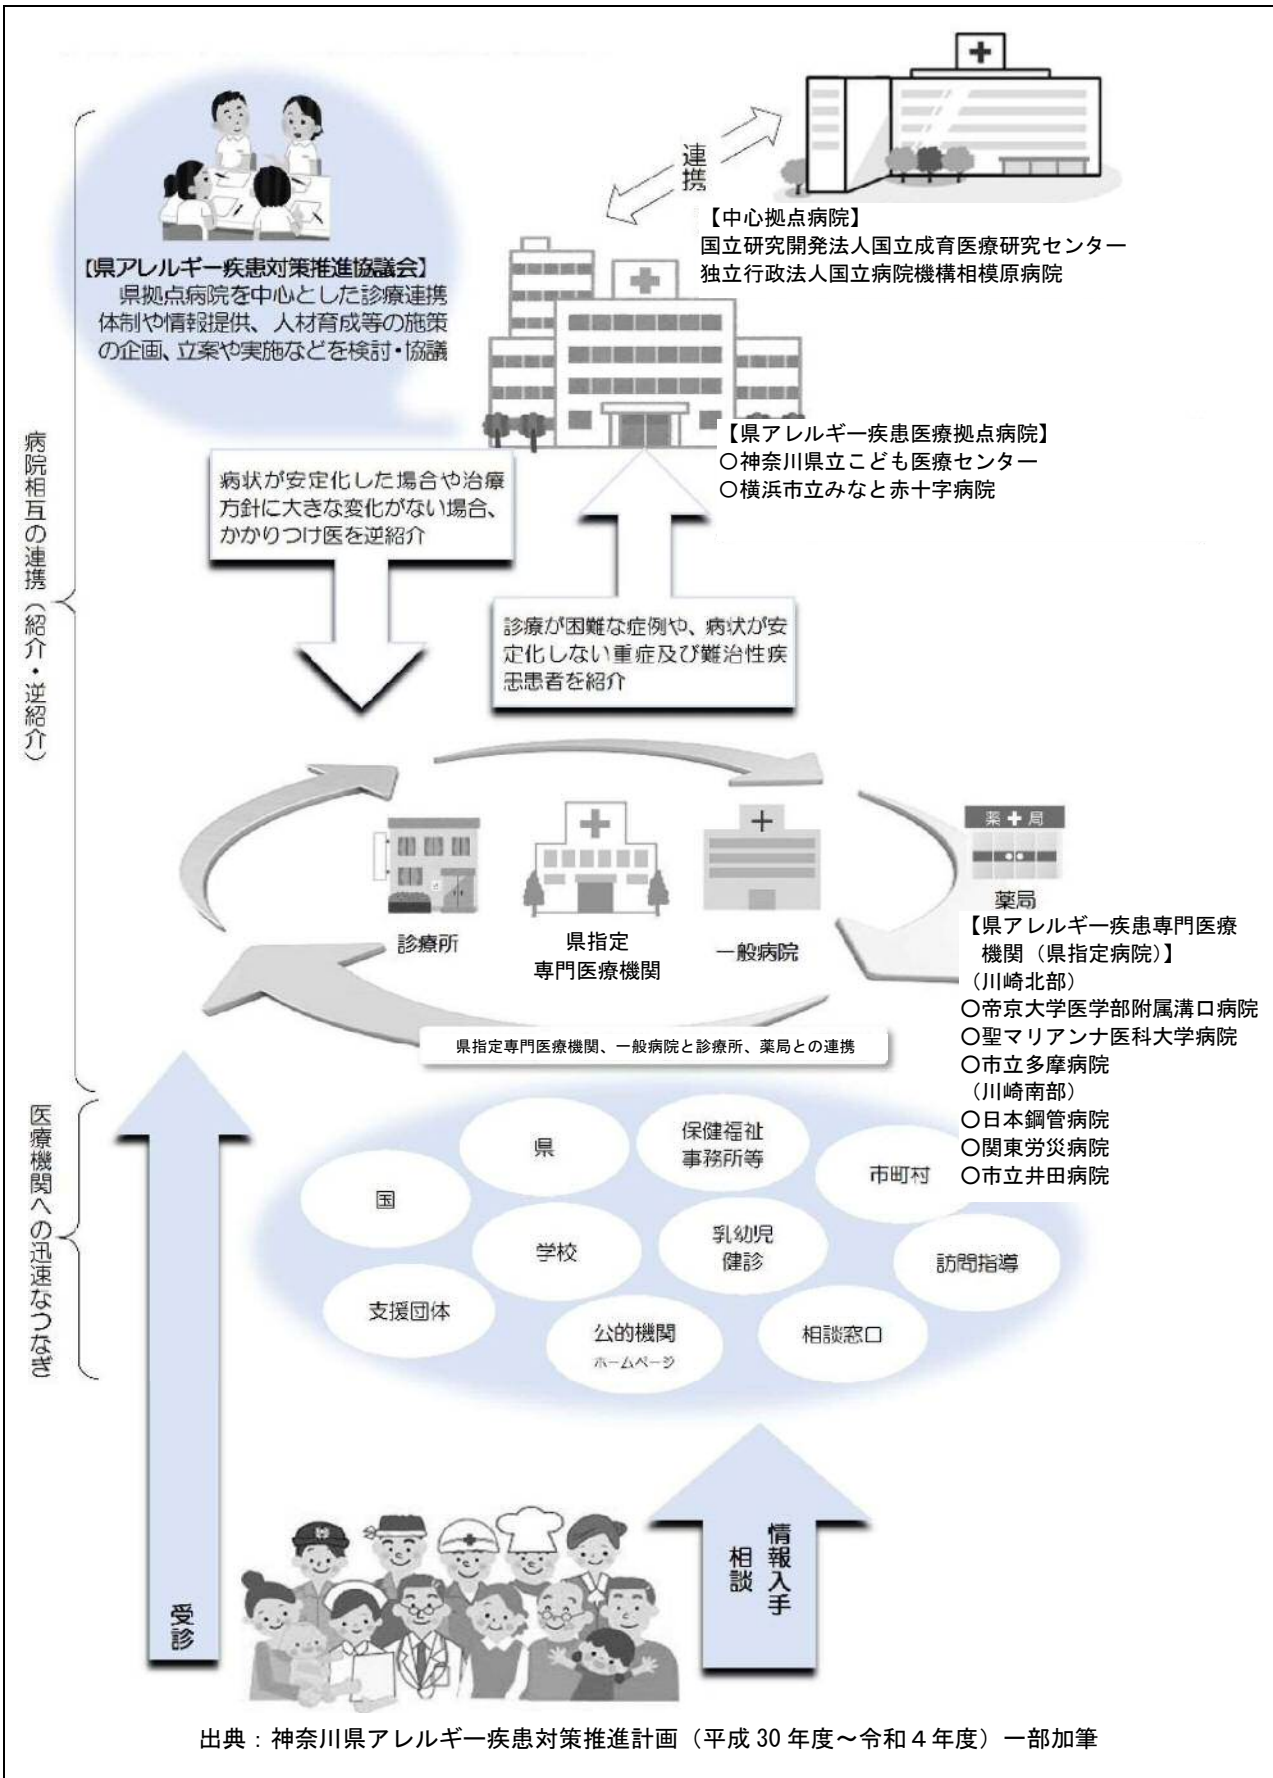 連携
【中心拠点病院】
国立研究開発法人国立成育医療研究センター
独立行政法人国立病院機構相模原病院
【県アレルギー疾患対策推進協議会】
県拠点病院を中心とした診療連携
体制や情報提供、人材育成等の施策
の企画、立案や実施などを検討・協議
【県アレルギー疾患医療拠点病院】
〇神奈川県立こども医療センター
〇横浜市立みなと赤十字病院
病院相互の連携（紹介・逆紹介）
病状が安定化した場合や治療
方針に大きな変化がない場合、
かかりつけ医を逆紹介
診療が困難な症例や、病状が安
定化しない重症及び難治性疾
患患者を紹介
診療所
県指定
専門医療機関
一般病院
薬局
薬局
【県アレルギー疾患専門医療
機関（県指定病院）】
（川崎北部）
〇帝京大学医学部附属溝口病院
〇聖マリアンナ医科大学病院
〇市立多摩病院
（川崎南部）
〇日本鋼管病院
〇関東労災病院
〇市立井田病院
県指定専門医療機関、一般病院と診療所、薬局との連携
医療機関への迅速なつなぎ
国
県
保健福祉
事務所等
市町村
学校
乳幼児
健診
訪問指導
支援団体
公的機関
ホームページ
相談窓口
受診
情報入手
相談
出典：神奈川県アレルギー疾患対策推進計画（平成 30 年度～令和４年度）一部加筆